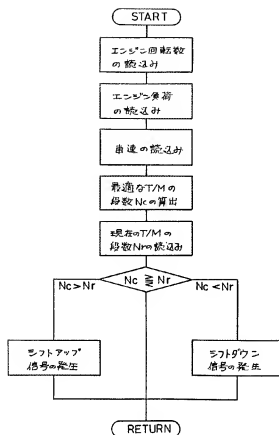 START
エンジン回転数
の読込み
エンジン負荷
の読込み
車速の読込み
最適なT/Mの
段数Ncの算出
現在のT/Mの
段数Nrの読込み
Nc ⋛ Nr
Nc>Nr
Nc<Nr
シフトアップ
信号の発生
シフトダウン
信号の発生
RETURN